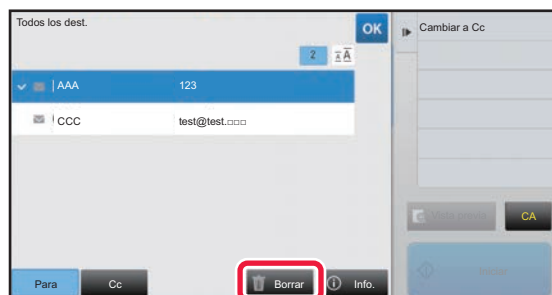 Todos los dest.
OK
Cambiar a Cc
2
A A
AAA 123
CCC test@test.□□□
CA
Para Cc Borrar Info.